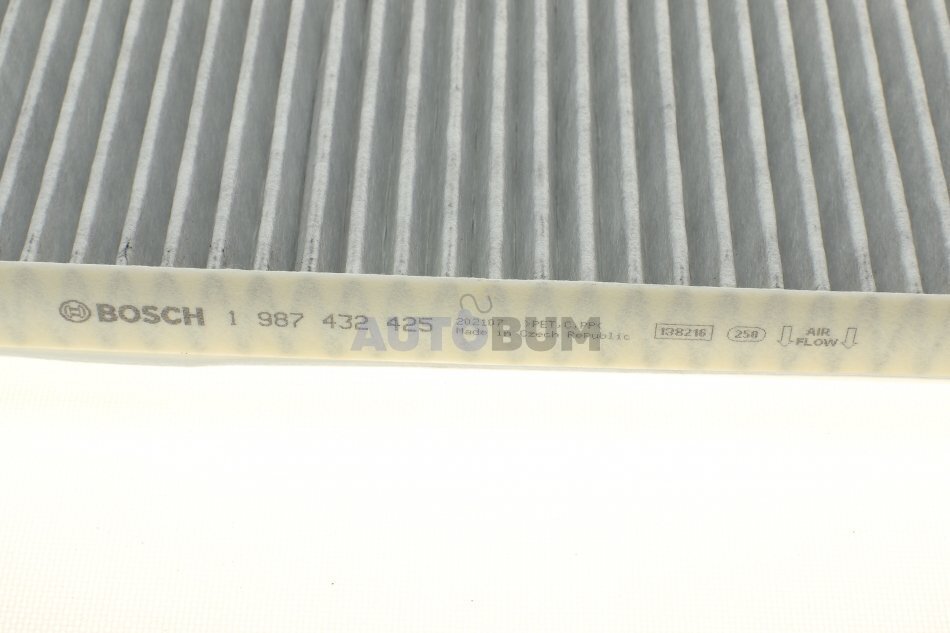 BOSCH 1 987 432 425
202107 >PET,C,PP<
Made in Czech Republic
138216
258
AIR
FLOW
AUTOBUM